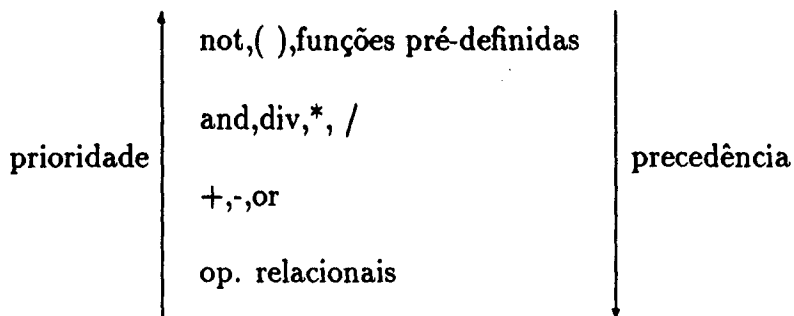 not,( ),funções pré-definidas
and,div,*, /
prioridade
precedência
+,-,or
op. relacionais